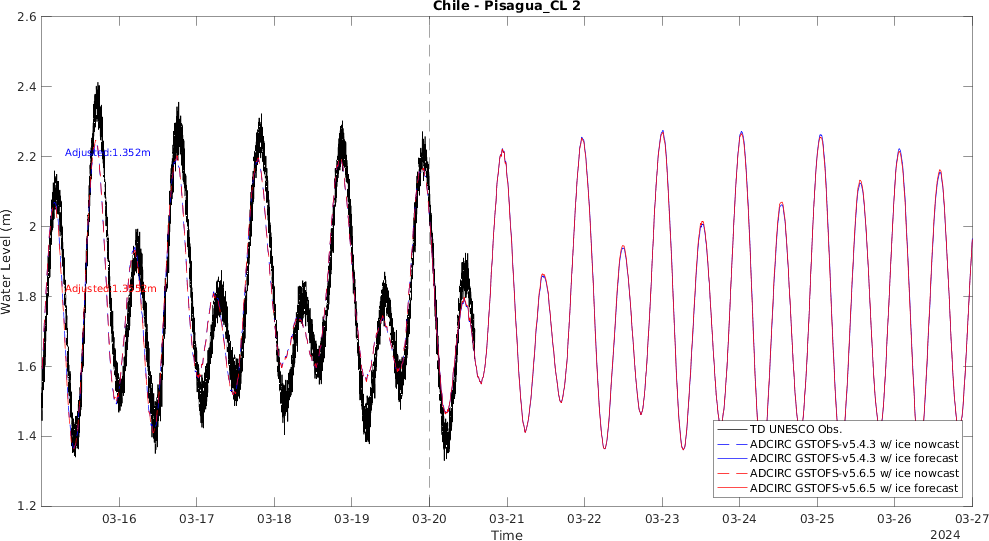 Chile - Pisagua_CL 2
2.6
2.4
2.2
2
1.8
1.6
1.4
1.2
Water Level (m)
Adjusted:1.352m
Adjusted:1.3952m
TD UNESCO Obs.
ADCIRC GSTOFS-v5.4.3 w/ ice nowcast
ADCIRC GSTOFS-v5.4.3 w/ ice forecast
ADCIRC GSTOFS-v5.6.5 w/ ice nowcast
ADCIRC GSTOFS-v5.6.5 w/ ice forecast
03-16 03-17 03-18 03-19 03-20 03-21 03-22 03-23 03-24 03-25 03-26 03-27
2024
Time